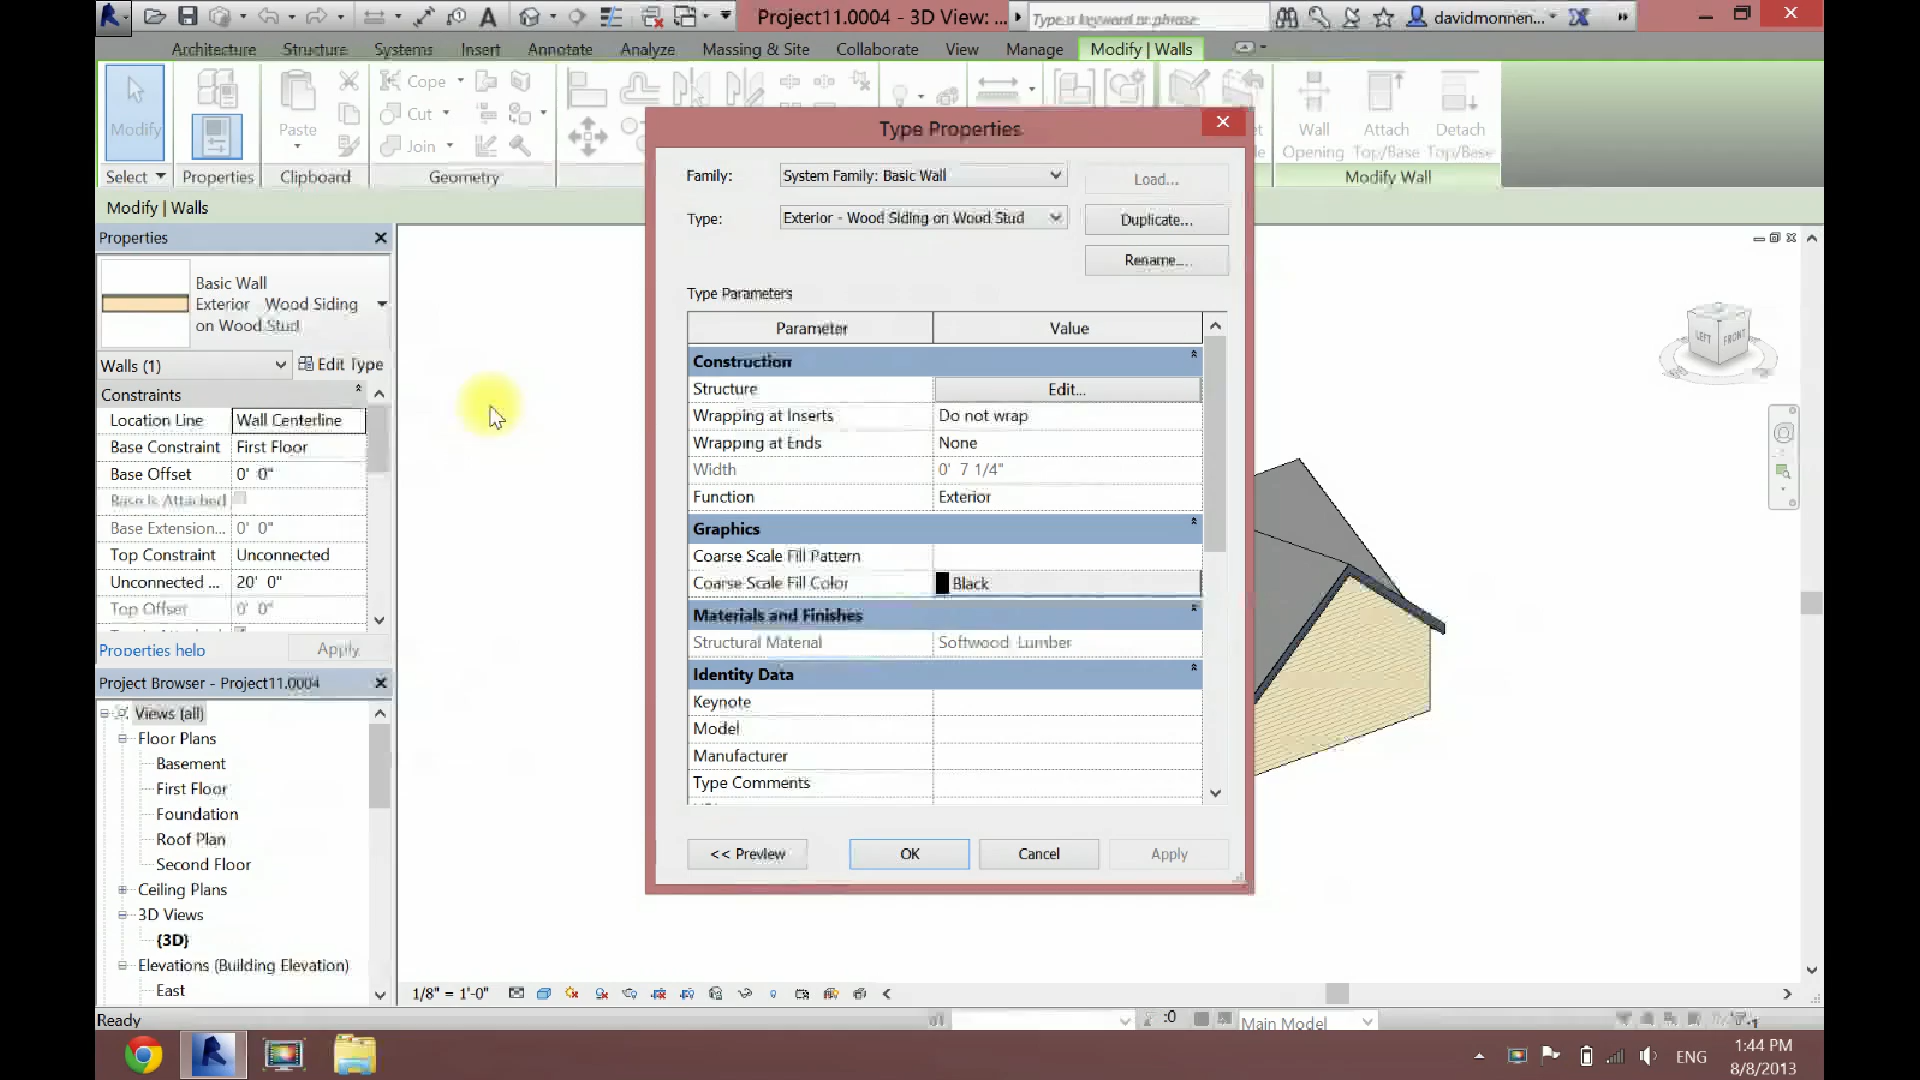 Project11.0004 - 3D View: ...
Type a keyword or phrase
davidmonnen...
Architecture Structure Systems Insert Annotate Analyze Massing & Site Collaborate View Manage Modify | Walls
Modify
Cope
Cut
Join
Paste
Wall Opening
Attach Top/Base
Detach Top/Base
Select Properties Clipboard Geometry Modify Wall
Modify | Walls
Properties
Basic Wall
Exterior Wood Siding
on Wood Stud
Walls (1) Edit Type
Constraints
Location Line Wall Centerline
Base Constraint First Floor
Base Offset 0' 0"
Base is Attached
Base Extension... 0' 0"
Top Constraint Unconnected
Unconnected ... 20' 0"
Top Offset 0' 0"
Properties help Apply
Project Browser - Project11.0004
Views (all)
Floor Plans
Basement
First Floor
Foundation
Roof Plan
Second Floor
Ceiling Plans
3D Views
{3D}
Elevations (Building Elevation)
East
Type Properties
Family: System Family: Basic Wall Load...
Type: Exterior - Wood Siding on Wood Stud Duplicate...
Rename...
Type Parameters
Parameter Value
Construction
Structure Edit...
Wrapping at Inserts Do not wrap
Wrapping at Ends None
Width 0' 7 1/4"
Function Exterior
Graphics
Coarse Scale Fill Pattern
Coarse Scale Fill Color Black
Materials and Finishes
Structural Material Softwood Lumber
Identity Data
Keynote
Model
Manufacturer
Type Comments
<< Preview OK Cancel Apply
LEFT FRONT
1/8" = 1'-0"
Ready
:0
Main Model
ENG
1:44 PM
8/8/2013